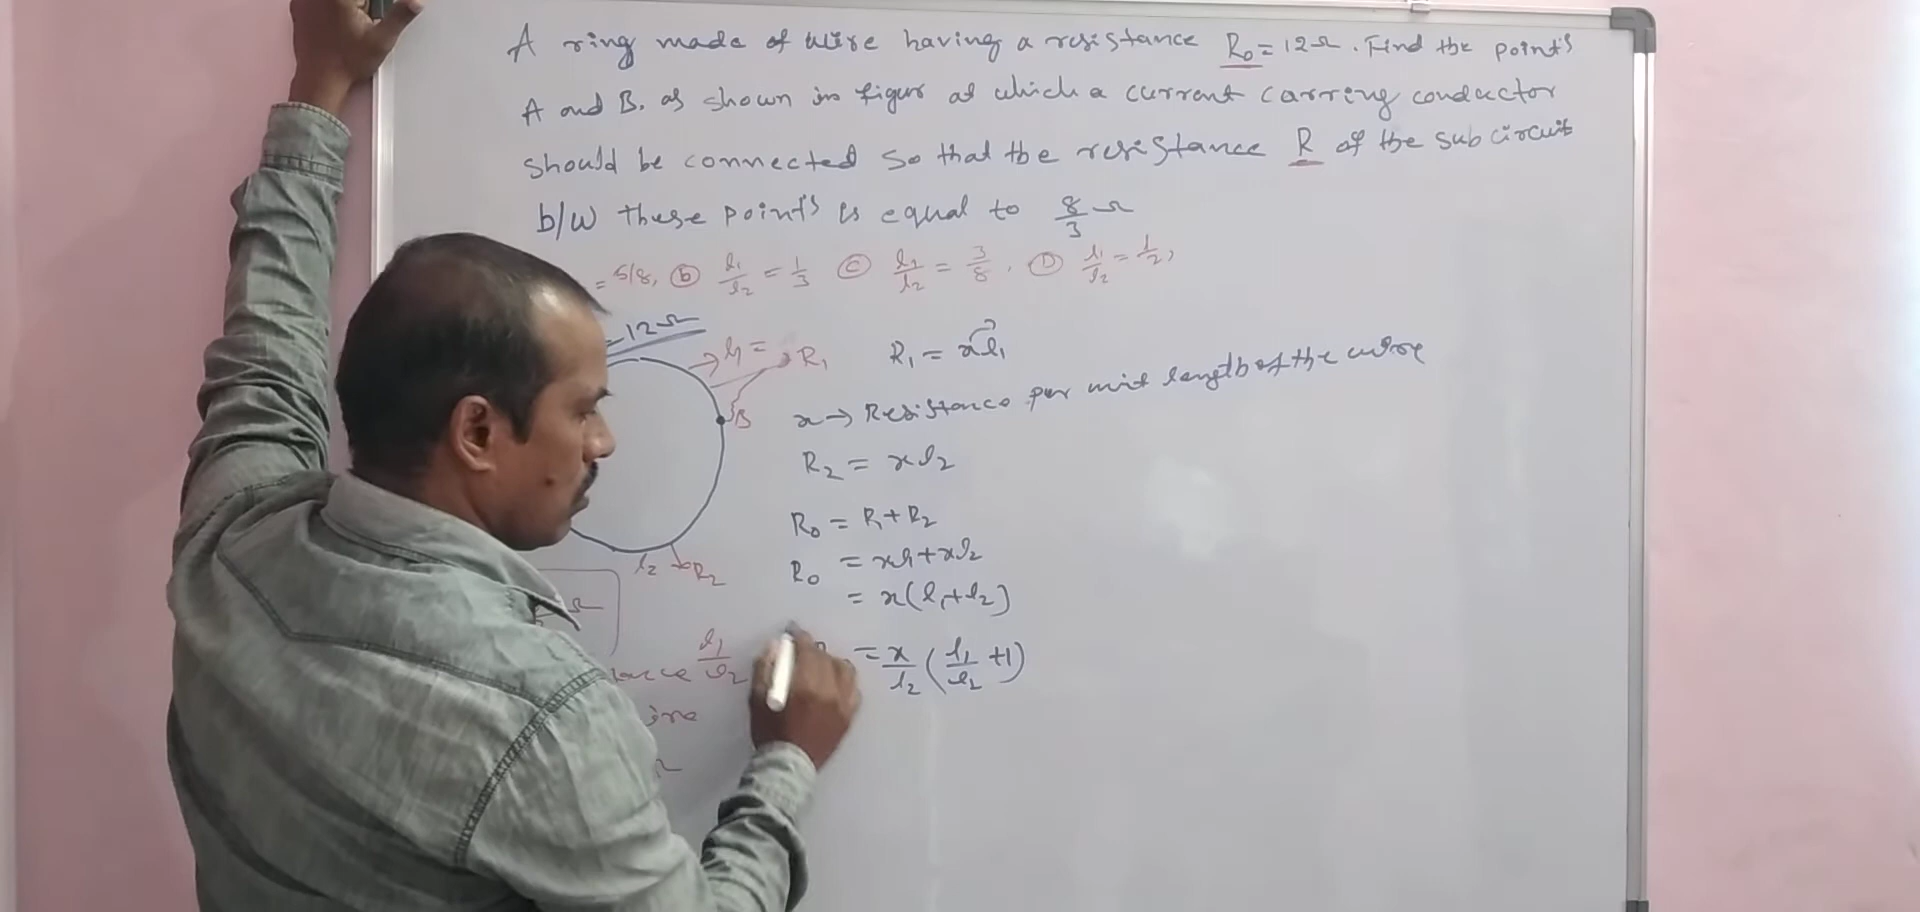 A ring made of wire having a resistance R₀ = 12Ω. Find the points
A and B. as shown in figur at which a current carring conductor
should be connected so that the resistance R of the sub circuit
b/w these points is equal to 8/3 Ω
= 5/8, (b) l₁/l₂ = 1/3 (c) l₁/l₂ = 3/8, (D) l₁/l₂ = 1/2,
= 12Ω
→ l₁ = R₁
B
l₂ → R₂
Ω
l₁/l₂
R₁ = xl₁
x → Resistance per unit length of the wire
R₂ = xl₂
R₀ = R₁ + R₂
R₀ = xl₁ + xl₂
= x(l₁ + l₂)
= x/l₂ (l₁/l₂ + 1)